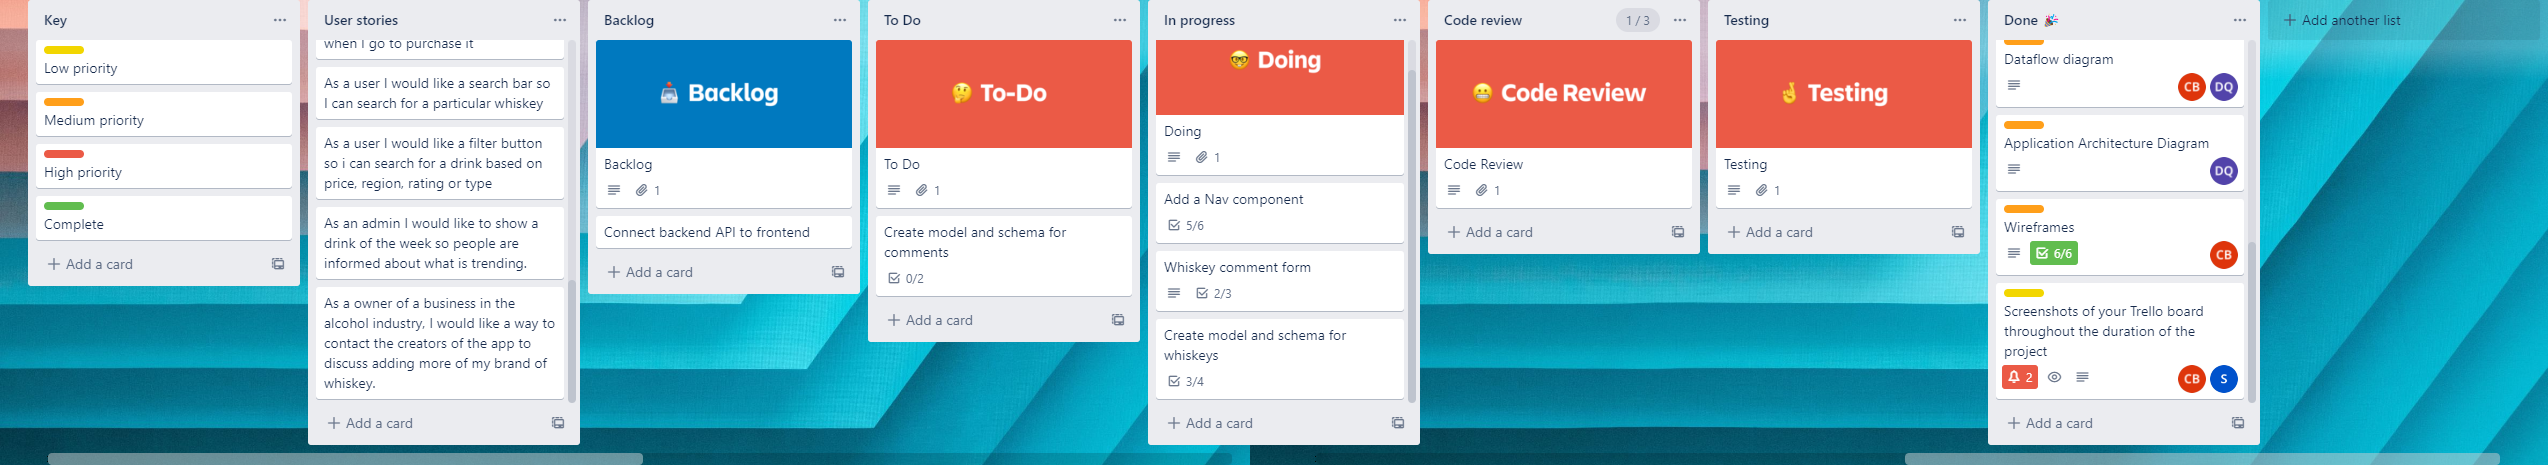 Key
Low priority
Medium priority
High priority
Complete
+ Add a card
User stories
when I go to purchase it
As a user I would like a search bar so
I can search for a particular whiskey
As a user I would like a filter button
so i can search for a drink based on
price, region, rating or type
As an admin I would like to show a
drink of the week so people are
informed about what is trending.
As a owner of a business in the
alcohol industry, I would like a way to
contact the creators of the app to
discuss adding more of my brand of
whiskey.
+ Add a card
Backlog
Backlog
Backlog
1
Connect backend API to frontend
+ Add a card
To Do
To-Do
To Do
1
Create model and schema for
comments
0/2
+ Add a card
In progress
Doing
Doing
1
Add a Nav component
5/6
Whiskey comment form
2/3
Create model and schema for
whiskeys
3/4
+ Add a card
Code review
1 / 3
Code Review
Code Review
1
+ Add a card
Testing
Testing
Testing
1
+ Add a card
Done 🎉
Dataflow diagram
CB DQ
Application Architecture Diagram
DQ
Wireframes
6/6 CB
Screenshots of your Trello board
throughout the duration of the
project
2 CB S
+ Add a card
+ Add another list